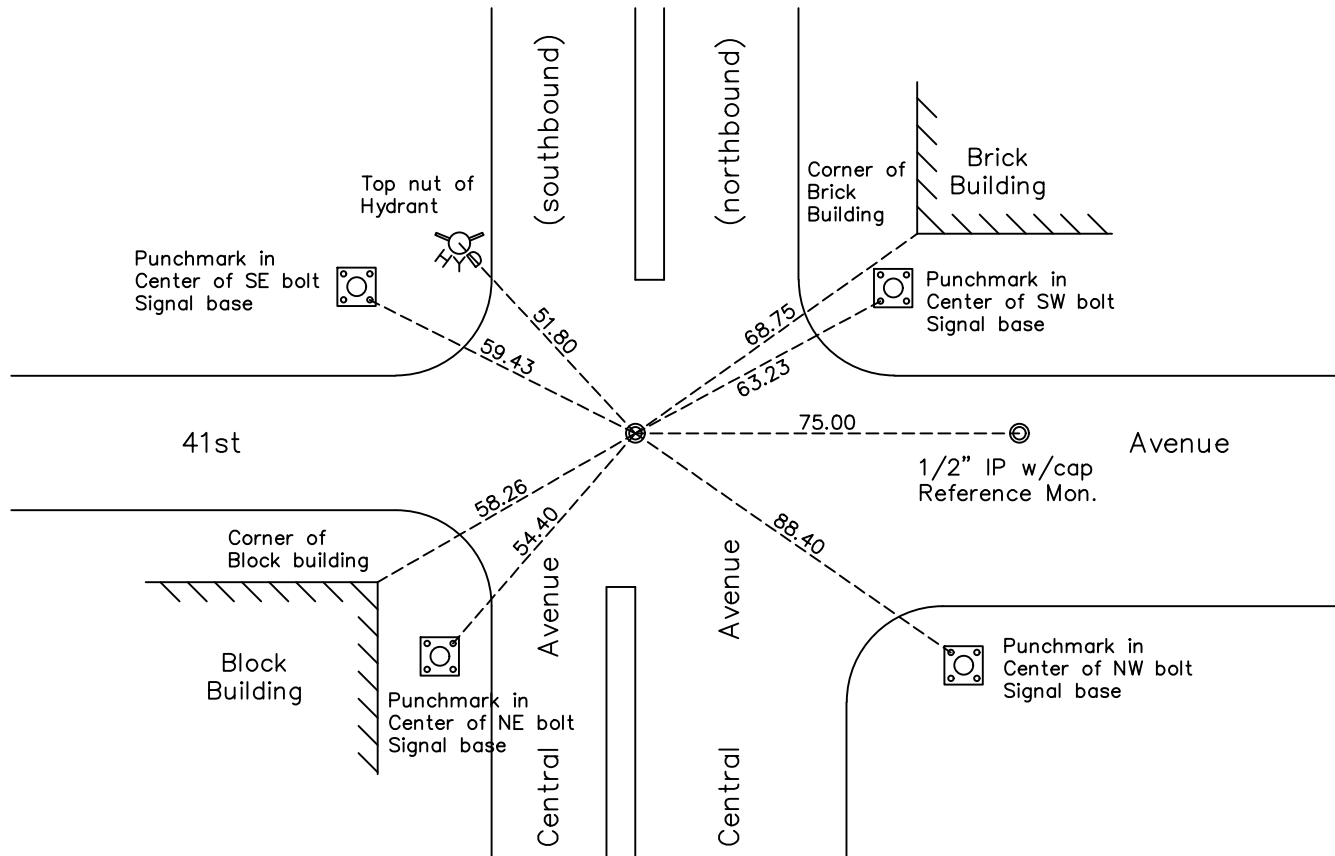 (southbound)
(northbound)
Corner of
Brick
Building
Brick
Building
Top nut of
Hydrant
HYD
Punchmark in
Center of SE bolt
Signal base
Punchmark in
Center of SW bolt
Signal base
51.80
59.43
68.75
63.23
75.00
41st
Avenue
1/2" IP w/cap
Reference Mon.
58.26
54.40
88.40
Corner of
Block building
Block
Building
Punchmark in
Center of NE bolt
Signal base
Central Avenue
Central Avenue
Punchmark in
Center of NW bolt
Signal base